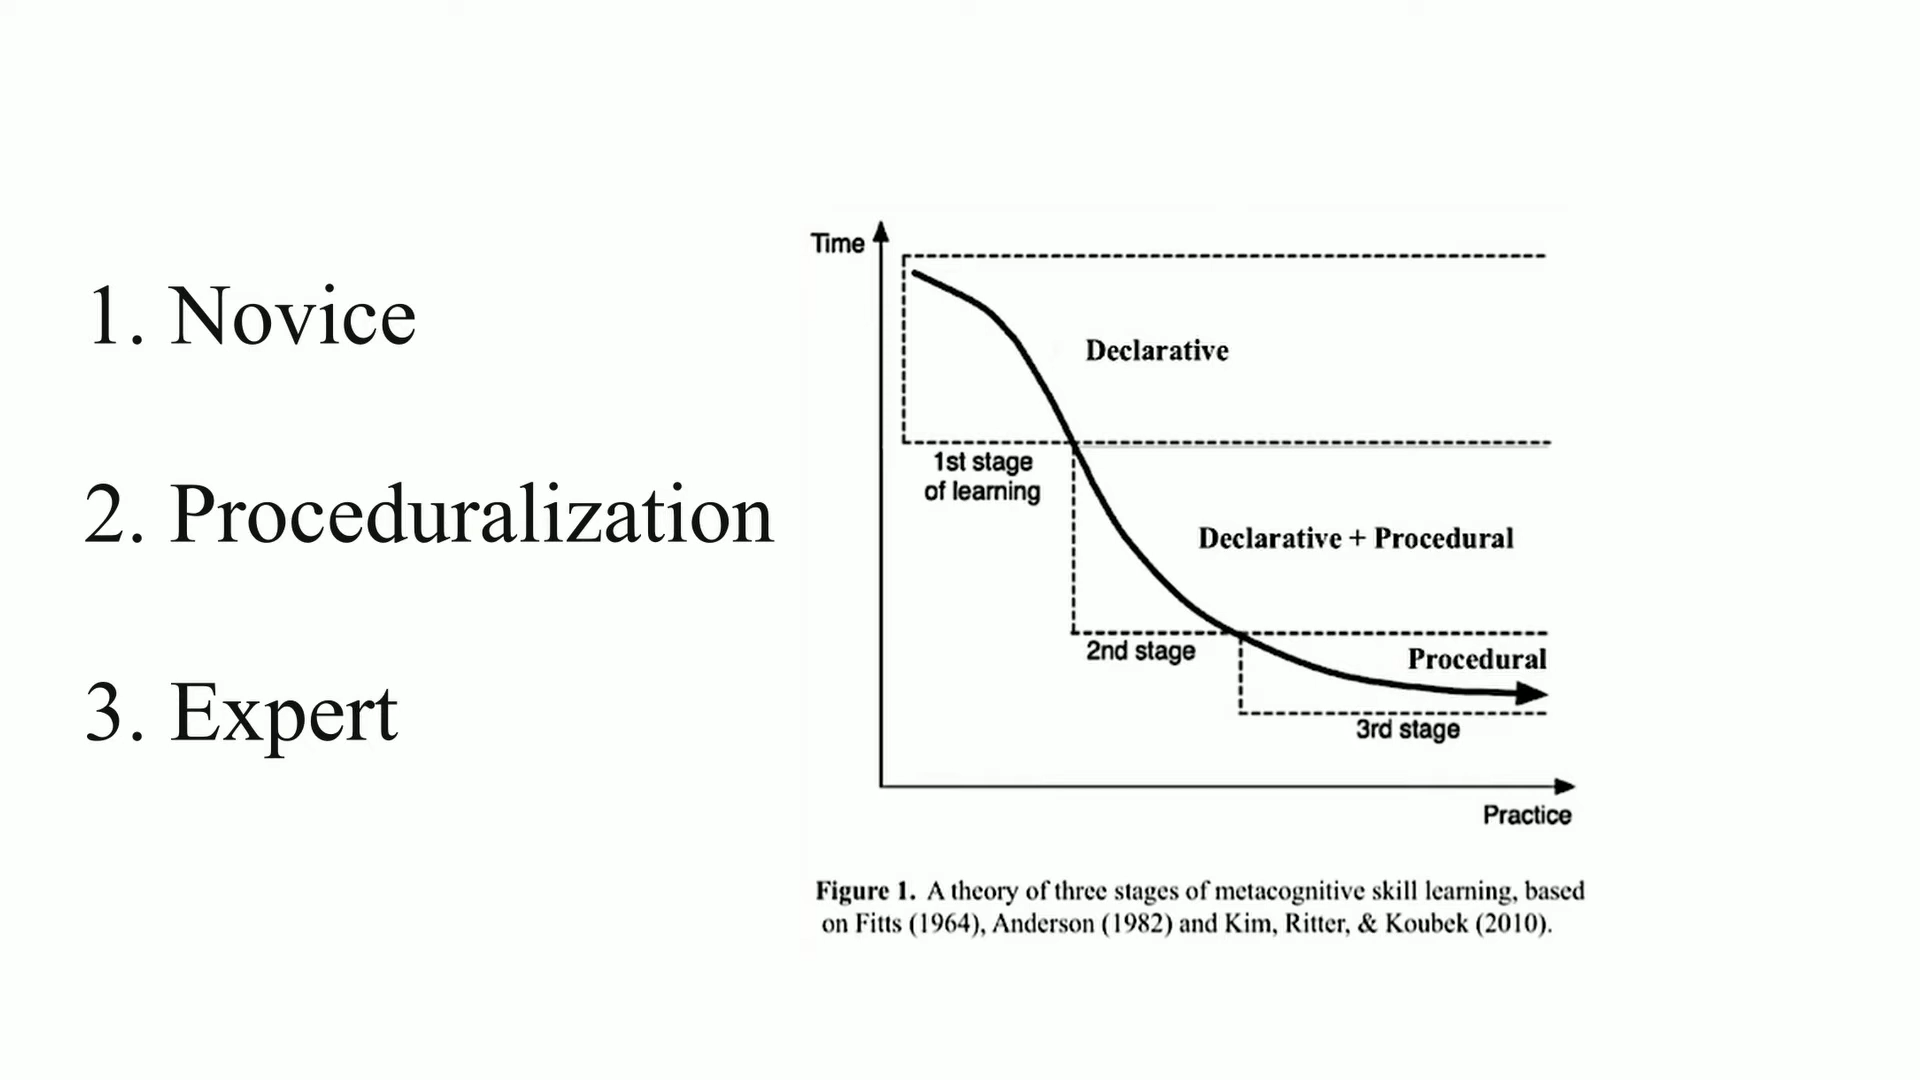 1. Novice
2. Proceduralization
3. Expert
Time
Declarative
1st stage
of learning
Declarative + Procedural
2nd stage
Procedural
3rd stage
Practice
Figure 1. A theory of three stages of metacognitive skill learning, based
on Fitts (1964), Anderson (1982) and Kim, Ritter, & Koubek (2010).